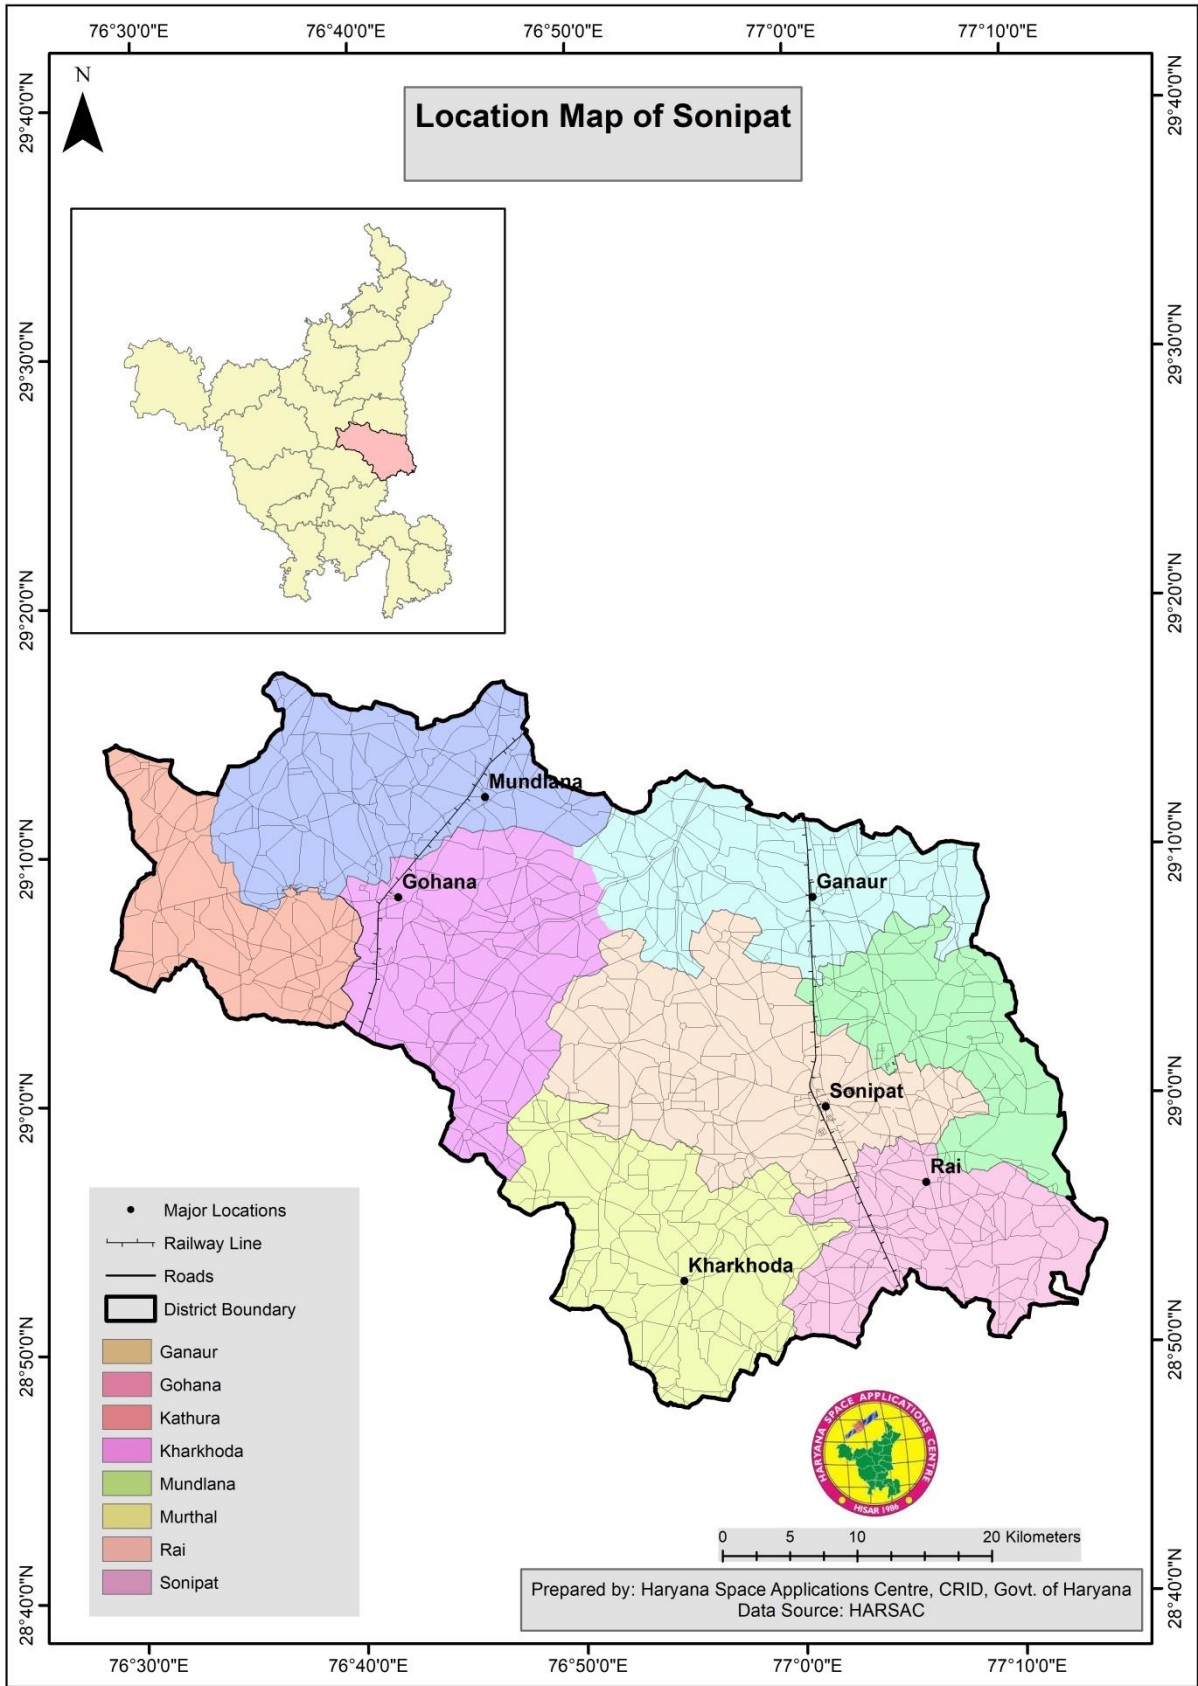 76°30'0"E 76°40'0"E 76°50'0"E 77°0'0"E 77°10'0"E
N
Location Map of Sonipat
29°40'0"N
29°40'0"N
29°30'0"N
29°30'0"N
29°20'0"N
29°20'0"N
29°10'0"N
29°10'0"N
29°0'0"N
29°0'0"N
28°50'0"N
28°50'0"N
28°40'0"N
28°40'0"N
Mundlana
Gohana
Ganaur
Sonipat
Rai
Kharkhoda
Major Locations
Railway Line
Roads
District Boundary
Ganaur
Gohana
Kathura
Kharkhoda
Mundlana
Murthal
Rai
Sonipat
HARYANA SPACE APPLICATIONS CENTRE
HISAR 1986
0 5 10 20 Kilometers
Prepared by: Haryana Space Applications Centre, CRID, Govt. of Haryana
Data Source: HARSAC
76°30'0"E 76°40'0"E 76°50'0"E 77°0'0"E 77°10'0"E